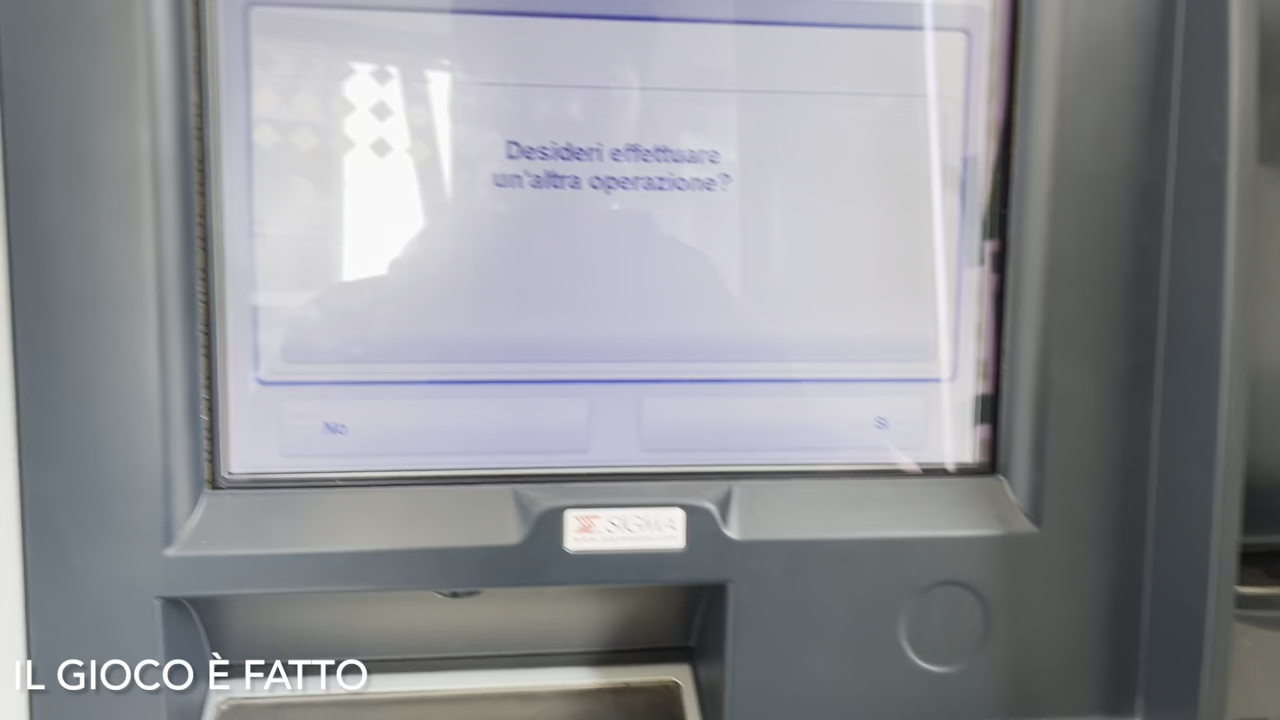 Desideri effettuare
un'altra operazione?
No
Sì
SIGMA
IL GIOCO È FATTO